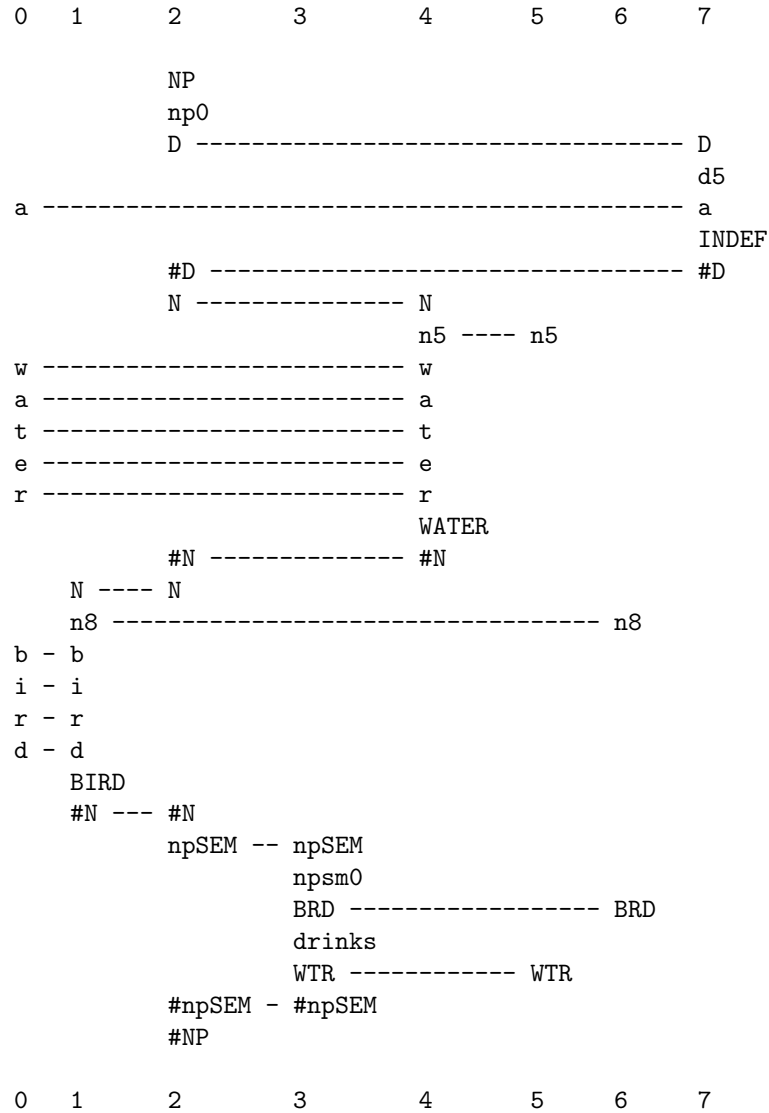 0 1 2 3 4 5 6 7
NP
np0
D ----------------------------------- D
d5
a ---------------------------------------------- a
INDEF
#D ---------------------------------- #D
N --------------- N
n5 ---- n5
w -------------------------- w
a -------------------------- a
t -------------------------- t
e -------------------------- e
r -------------------------- r
WATER
#N -------------- #N
N ---- N
n8 ----------------------------------- n8
b - b
i - i
r - r
d - d
BIRD
#N --- #N
npSEM -- npSEM
npsm0
BRD ------------------ BRD
drinks
WTR ------------ WTR
#npSEM - #npSEM
#NP
0 1 2 3 4 5 6 7